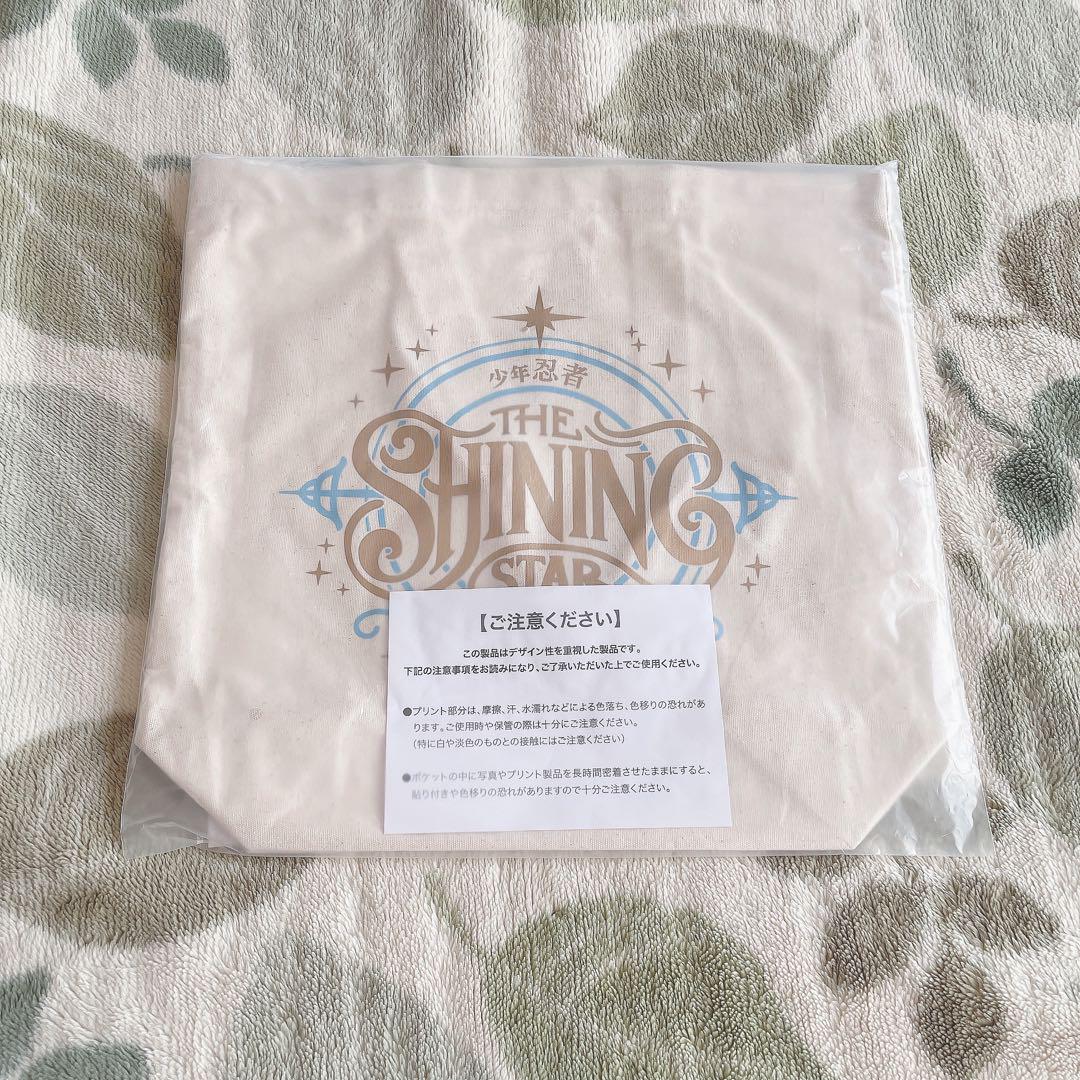 少年忍者
THE
SHINING
STAR
【ご注意ください】
この製品はデザイン性を重視した製品です。
下記の注意事項をお読みになり、ご了承いただいた上でご使用ください。
●プリント部分は、摩擦、汗、水濡れなどによる色落ち、色移りの恐れがあ
ります。ご使用時や保管の際は十分にご注意ください。
(特に白や淡色のものとの接触にはご注意ください)
●ポケットの中に写真やプリント製品を長時間密着させたままにすると、
貼り付きや色移りの恐れがありますので十分ご注意ください。